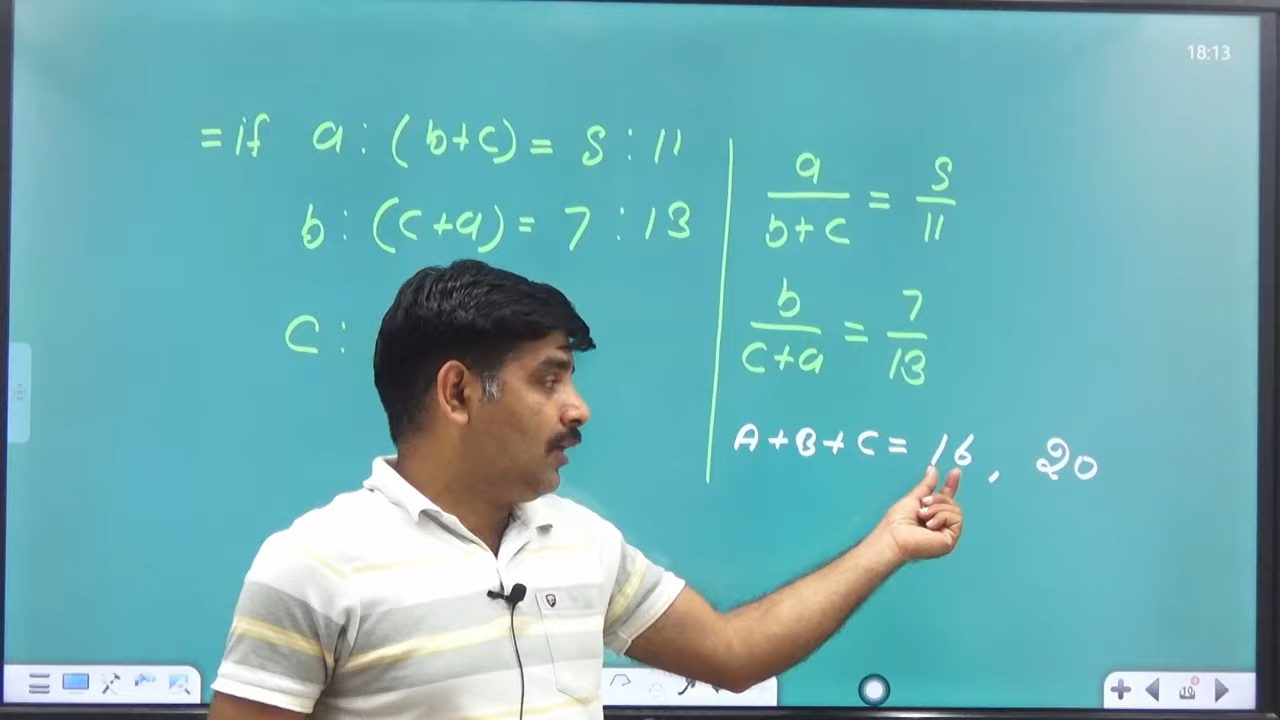 18:13
= if a : (b+c) = 5 : 11
b : (c+a) = 7 : 13
C :
a/b+c = 5/11
b/c+a = 7/13
A+B+C = 16, 20